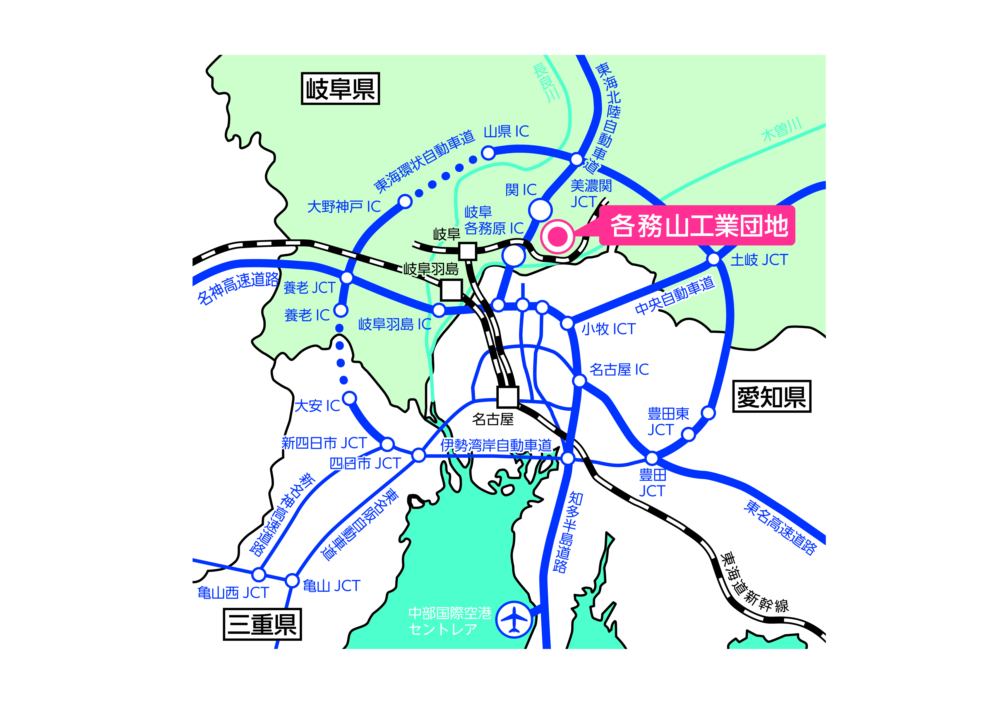 岐阜県
長良川
東海北陸自動車道
木曽川
山県 IC
東海環状自動車道
関 IC
美濃関
JCT
大野神戸 IC
岐阜
各務原 IC
各務山工業団地
岐阜
岐阜羽島
土岐 JCT
名神高速道路
養老 JCT
中央自動車道
養老 IC
岐阜羽島 IC
小牧 ICT
名古屋 IC
愛知県
大安 IC
名古屋
豊田東
JCT
新四日市 JCT
伊勢湾岸自動車道
四日市 JCT
豊田
JCT
新名神高速道路
東名阪自動車道
知多半島道路
東名高速道路
東海道新幹線
亀山西 JCT
亀山 JCT
三重県
中部国際空港
セントレア